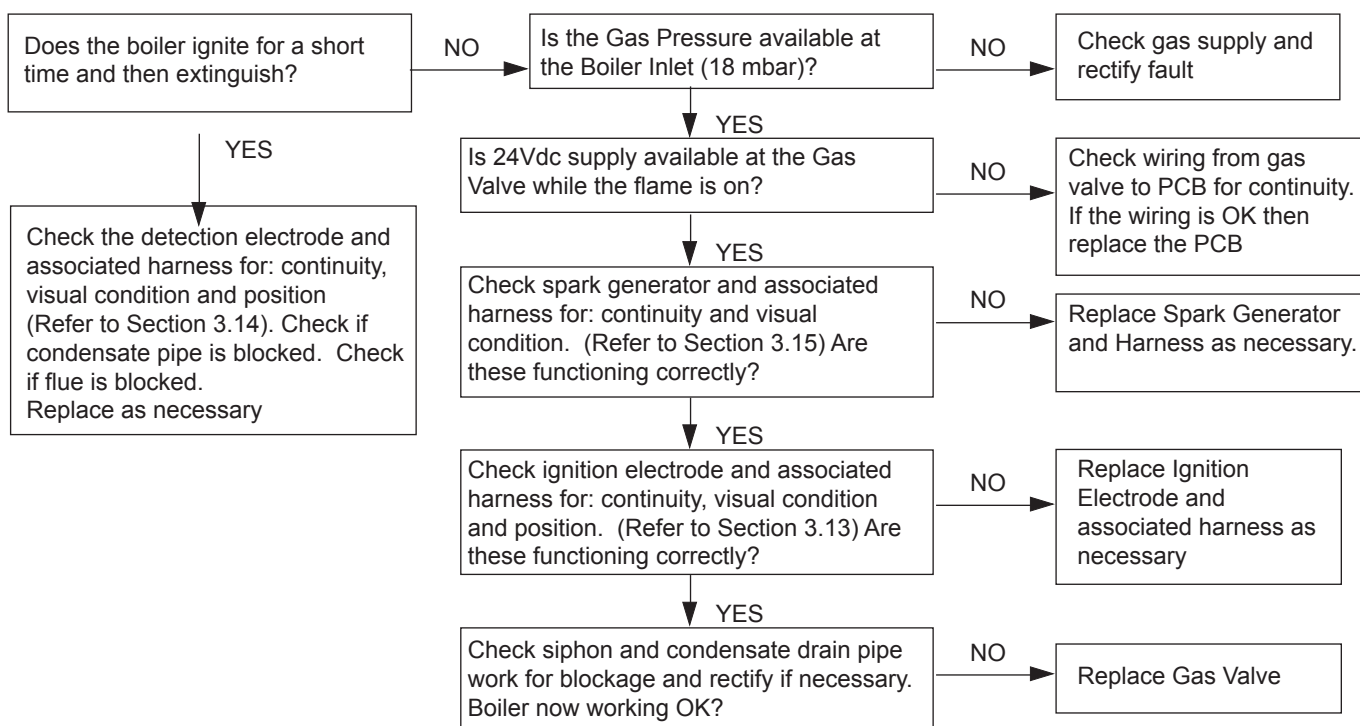 Does the boiler ignite for a short
time and then extinguish?
NO
Is the Gas Pressure available at
the Boiler Inlet (18 mbar)?
NO
Check gas supply and
rectify fault
YES
Check the detection electrode and
associated harness for: continuity,
visual condition and position
(Refer to Section 3.14). Check if
condensate pipe is blocked.  Check
if flue is blocked.
Replace as necessary
YES
Is 24Vdc supply available at the Gas
Valve while the flame is on?
NO
Check wiring from gas
valve to PCB for continuity.
If the wiring is OK then
replace the PCB
YES
Check spark generator and associated
harness for: continuity and visual
condition.  (Refer to Section 3.15) Are
these functioning correctly?
NO
Replace Spark Generator
and Harness as necessary.
YES
Check ignition electrode and associated
harness for: continuity, visual condition
and position.  (Refer to Section 3.13) Are
these functioning correctly?
NO
Replace Ignition
Electrode and
associated harness as
necessary
YES
Check siphon and condensate drain pipe
work for blockage and rectify if necessary.
Boiler now working OK?
NO
Replace Gas Valve